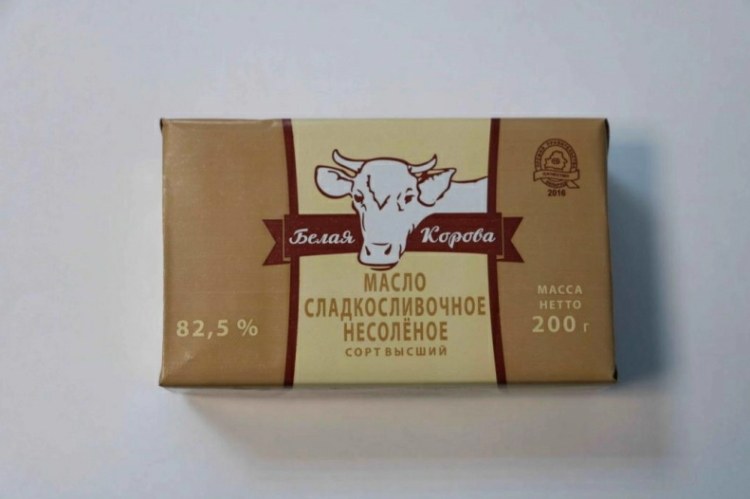 Белая Корова
МАСЛО
СЛАДКОСЛИВОЧНОЕ
НЕСОЛЁНОЕ
СОРТ ВЫСШИЙ
82,5 %
МАССА
НЕТТО
200 г
2016